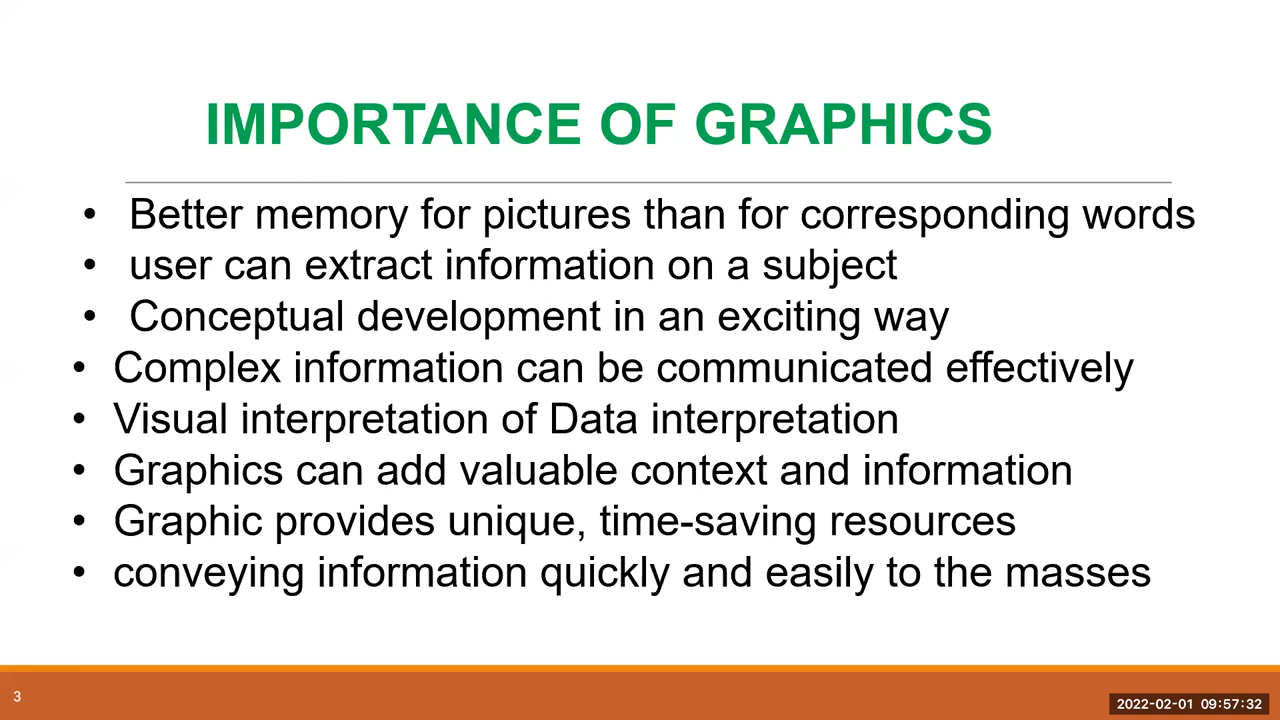 IMPORTANCE OF GRAPHICS
• Better memory for pictures than for corresponding words
• user can extract information on a subject
• Conceptual development in an exciting way
• Complex information can be communicated effectively
• Visual interpretation of Data interpretation
• Graphics can add valuable context and information
• Graphic provides unique, time-saving resources
• conveying information quickly and easily to the masses
3
2022-02-01 09:57:32